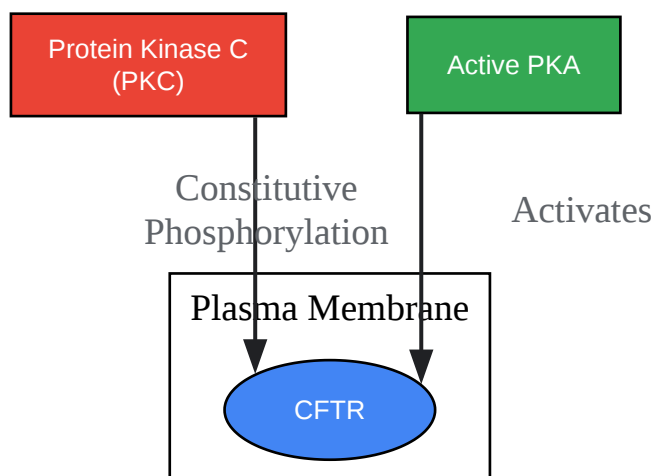 Protein Kinase C
(PKC)
Active PKA
Constitutive
Phosphorylation
Activates
Plasma Membrane
CFTR